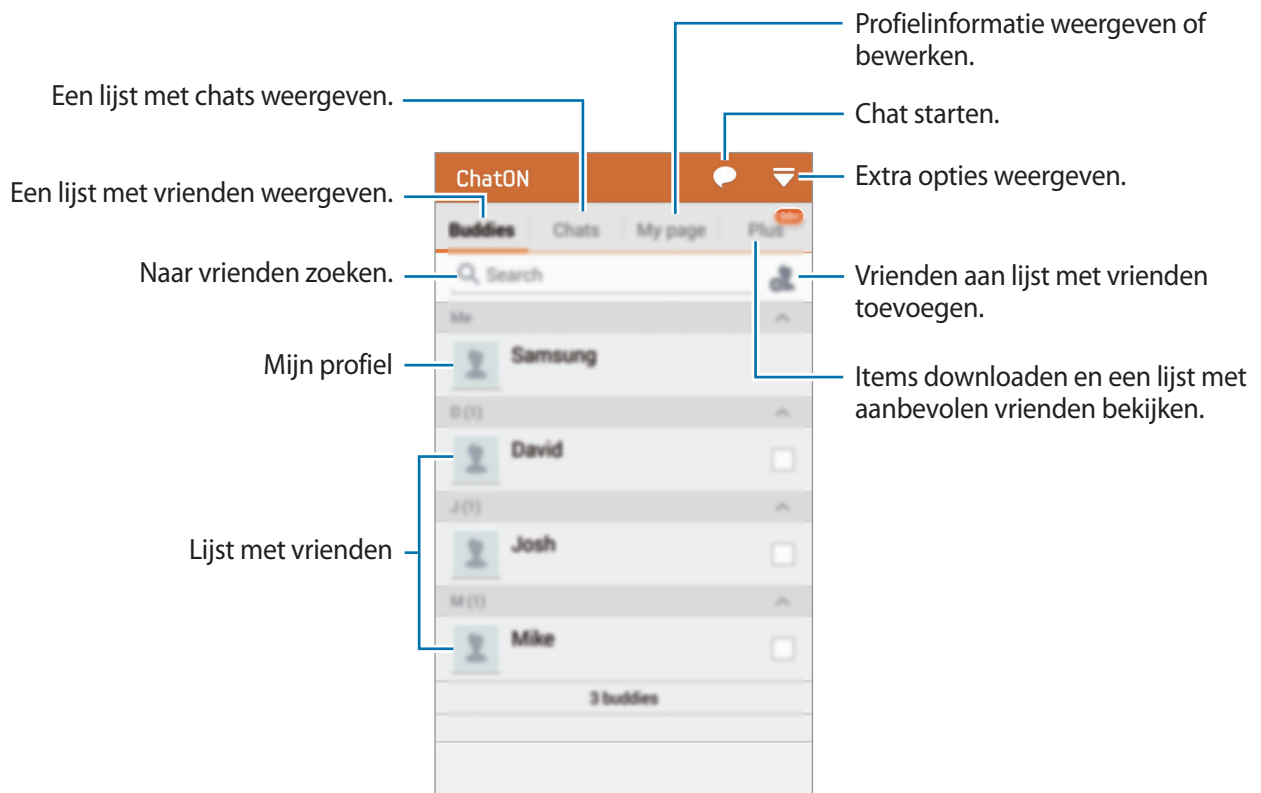 Profielinformatie weergeven of
bewerken.
Een lijst met chats weergeven.
Chat starten.
ChatON
Extra opties weergeven.
Een lijst met vrienden weergeven.
Buddies
Chats
My page
Plus
Naar vrienden zoeken.
Search
Vrienden aan lijst met vrienden
toevoegen.
Me
Mijn profiel
Samsung
Items downloaden en een lijst met
aanbevolen vrienden bekijken.
D (1)
David
J (1)
Lijst met vrienden
Josh
M (1)
Mike
3 buddies